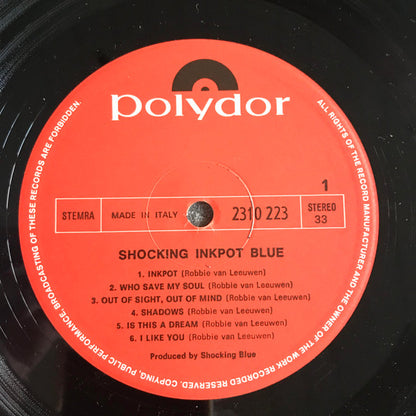 polydor
1
STEMRA
MADE IN ITALY
2310 223
STEREO
33
SHOCKING INKPOT BLUE
1. INKPOT (Robbie van Leeuwen)
2. WHO SAVE MY SOUL (Robbie van Leeuwen)
3. OUT OF SIGHT, OUT OF MIND (Robbie van Leeuwen)
4. SHADOWS (Robbie van Leeuwen)
5. IS THIS A DREAM (Robbie van Leeuwen)
6. I LIKE YOU (Robbie van Leeuwen)
Produced by Shocking Blue
ALL RIGHTS OF THE RECORD MANUFACTURER AND THE OWNER OF THE WORK RECORDED RESERVED. COPYING, PUBLIC PERFORMANCE, BROADCASTING OF THESE RECORDS ARE FORBIDDEN.